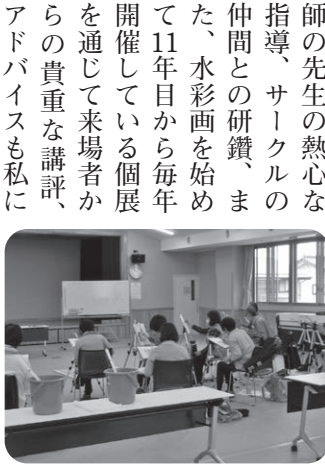 師の先生の熱心な
指導、サークルの
仲間との研鑽、ま
た、水彩画を始め
て11年目から毎年
開催している個展
を通じて来場者か
らの貴重な講評、
アドバイスも私に